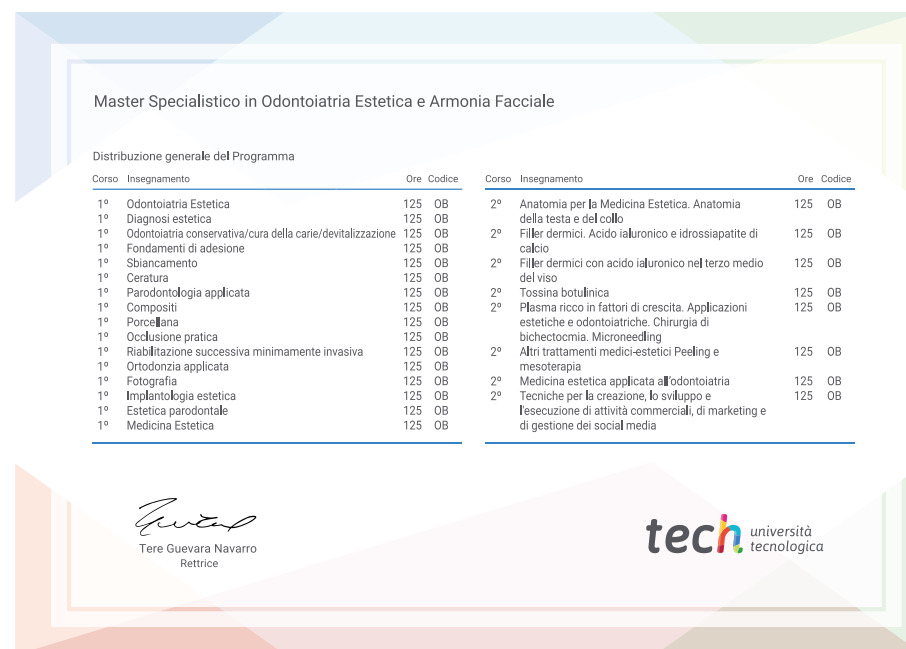 Master Specialistico in Odontoiatria Estetica e Armonia Facciale
Distribuzione generale del Programma
Corso Insegnamento Ore Codice
1º Odontoiatria Estetica 125 OB
1º Diagnosi estetica 125 OB
1º Odontoiatria conservativa/cura della carie/devitalizzazione 125 OB
1º Fondamenti di adesione 125 OB
1º Sbiancamento 125 OB
1º Ceratura 125 OB
1º Parodontologia applicata 125 OB
1º Compositi 125 OB
1º Porcellana 125 OB
1º Occlusione pratica 125 OB
1º Riabilitazione successiva minimamente invasiva 125 OB
1º Ortodonzia applicata 125 OB
1º Fotografia 125 OB
1º Implantologia estetica 125 OB
1º Estetica parodontale 125 OB
1º Medicina Estetica 125 OB
Corso Insegnamento Ore Codice
2º Anatomia per la Medicina Estetica. Anatomia 125 OB
della testa e del collo
2º Filler dermici. Acido ialuronico e idrossiapatite di 125 OB
calcio
2º Filler dermici con acido ialuronico nel terzo medio 125 OB
del viso
2º Tossina botulinica 125 OB
2º Plasma ricco in fattori di crescita. Applicazioni 125 OB
estetiche e odontoiatriche. Chirurgia di
bichectocmia. Microneedling
2º Altri trattamenti medici-estetici Peeling e 125 OB
mesoterapia
2º Medicina estetica applicata all'odontoiatria 125 OB
2º Tecniche per la creazione, lo sviluppo e 125 OB
l'esecuzione di attività commerciali, di marketing e
di gestione dei social media
Tere Guevara Navarro
Rettrice
tech università
tecnologica